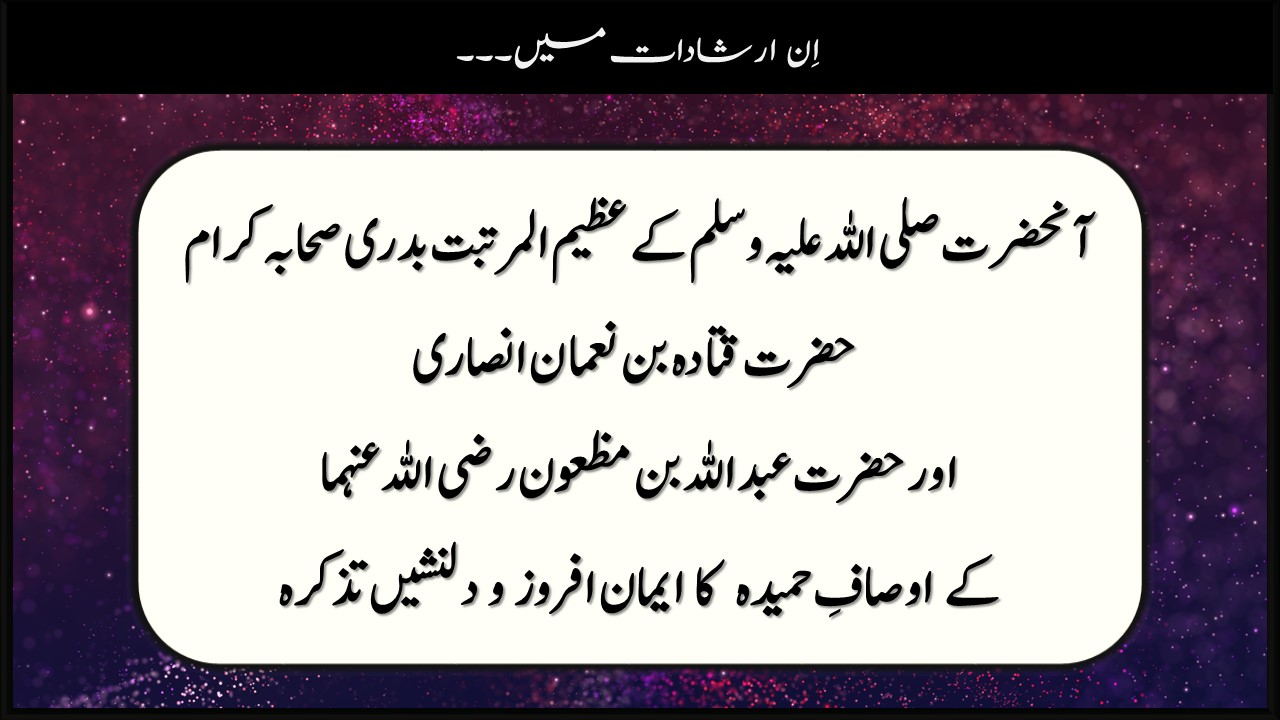 اِن ارشادات میں۔۔۔
آنحضرت صلی اللہ علیہ وسلم کے عظیم المرتبت بدری صحابہ کرام
حضرت قتادہ بن نعمان انصاری
اور حضرت عبداللہ بن مظعون رضی اللہ عنہما
کے اوصافِ حمیدہ کا ایمان افروز و دلنشیں تذکرہ